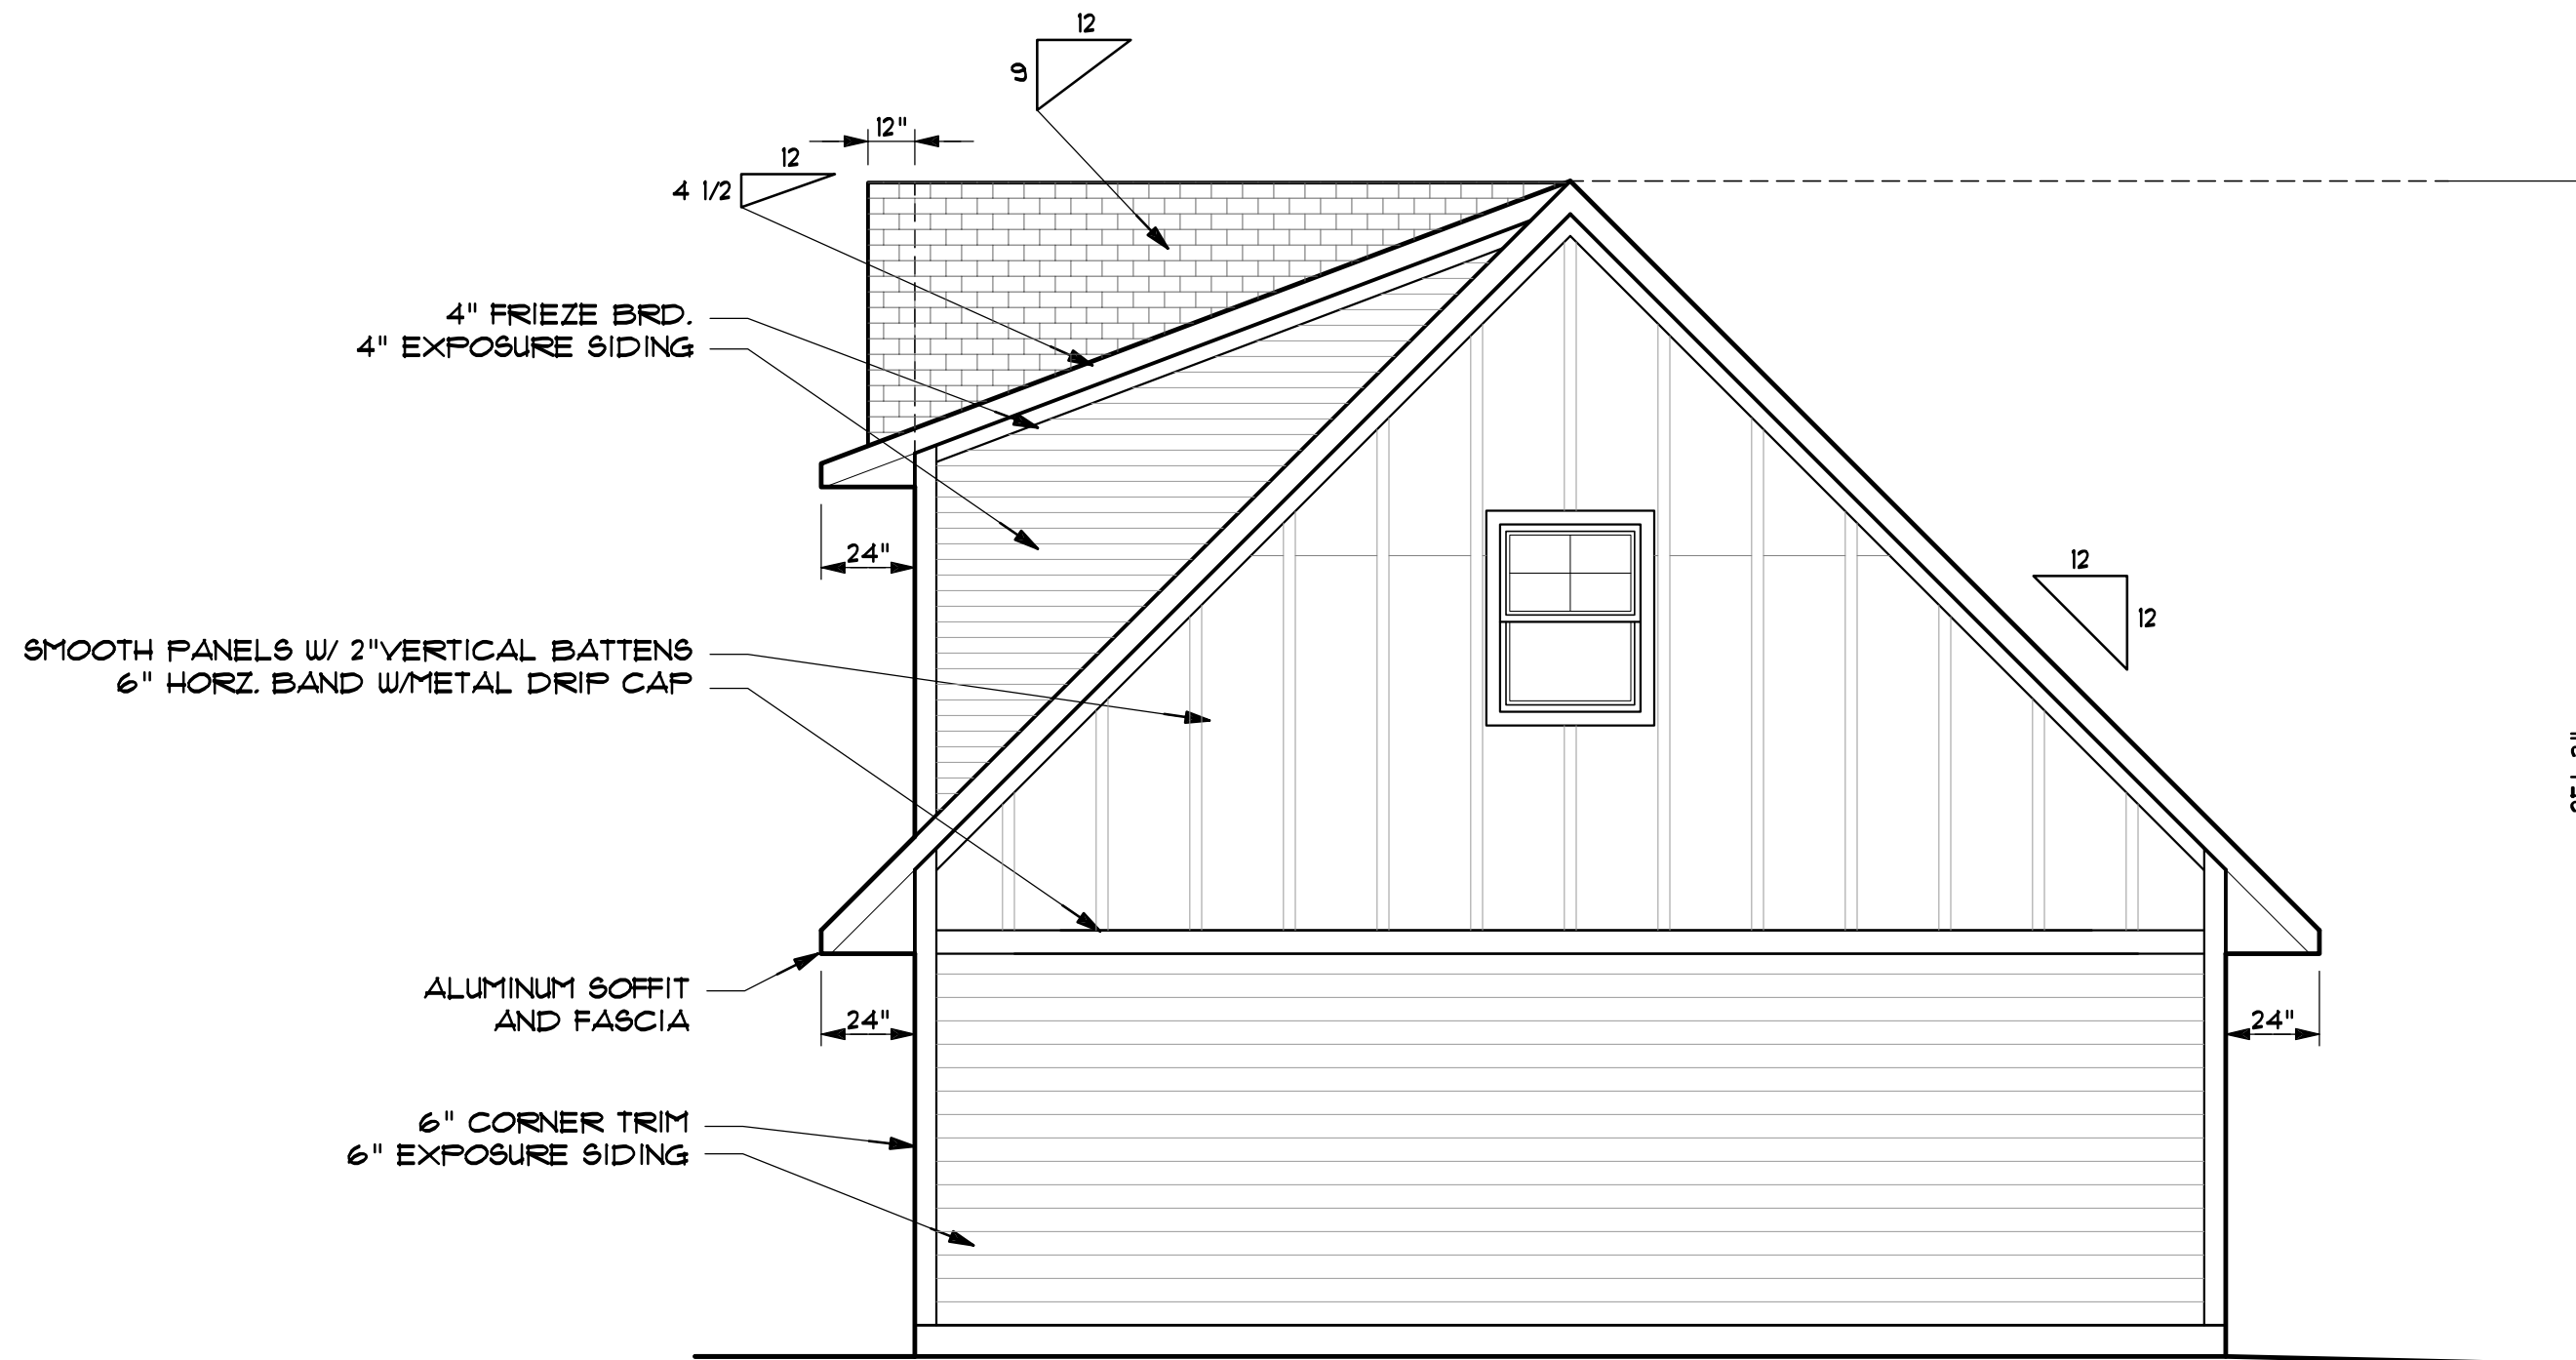 12
9
12"
12
4 1/2
4" FRIEZE BRD.
4" EXPOSURE SIDING
24"
12
12
SMOOTH PANELS W/ 2"VERTICAL BATTENS
6" HORZ. BAND W/METAL DRIP CAP
ALUMINUM SOFFIT
AND FASCIA
24"
24"
6" CORNER TRIM
6" EXPOSURE SIDING